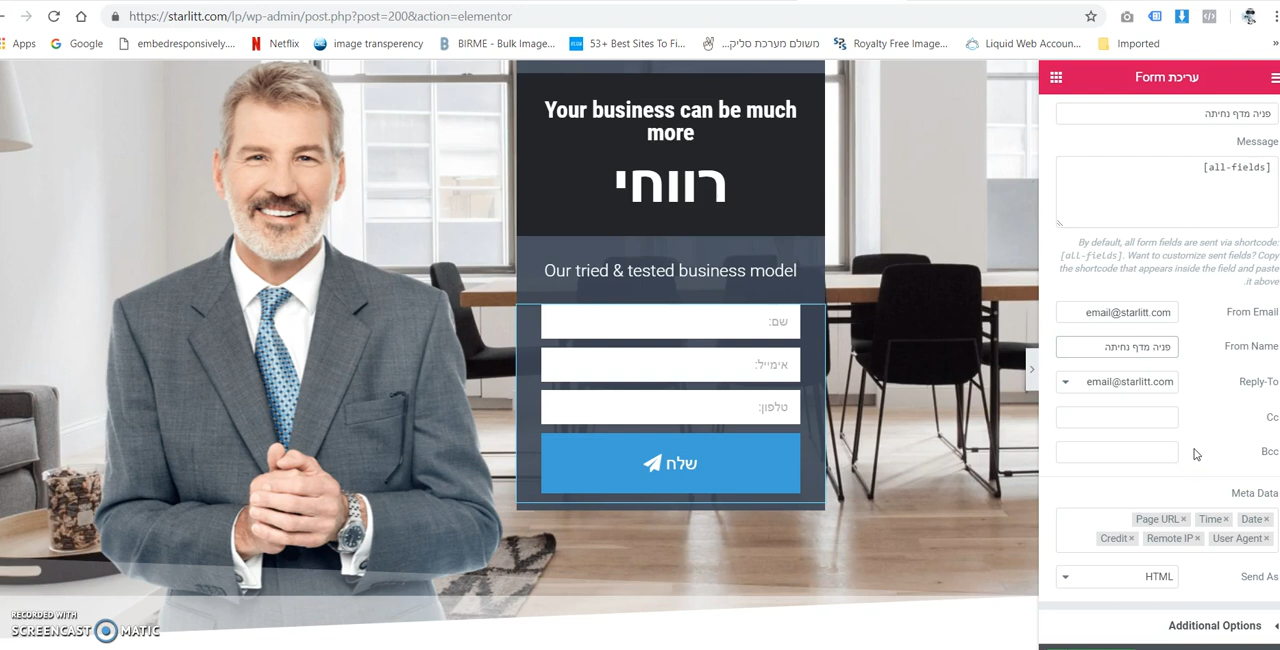 https://starlitt.com/lp/wp-admin/post.php?post=200&action=elementor
Apps Google embedresponsively.... Netflix image transperency BIRME - Bulk Image... 53+ Best Sites To Fi... משולם מערכת סליק... Royalty Free Image... Liquid Web Accoun... Imported »
עריכת Form
Your business can be much
more
רווחי
Our tried & tested business model
שם:
אימייל:
טלפון:
שלח
פניה מדף נחיתה
Message
[all-fields]
By default, all form fields are sent via shortcode:
[all-fields]. Want to customize sent fields? Copy
the shortcode that appears inside the field and paste
.it above
email@starlitt.com From Email
פניה מדף נחיתה From Name
email@starlitt.com Reply-To
Cc
Bcc
Meta Data
Page URL× Time× Date×
Credit× Remote IP× User Agent×
HTML Send As
Additional Options
RECORDED WITH
SCREENCAST MATIC